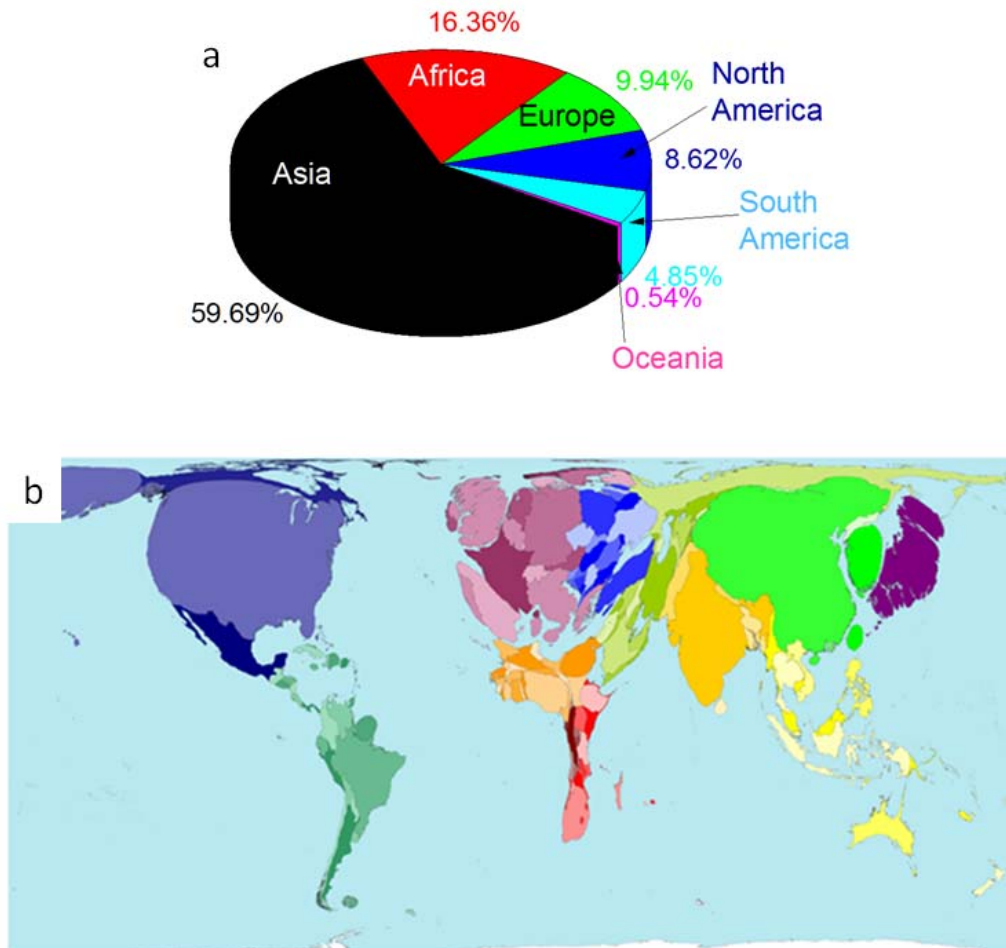 a
16.36%
Africa
9.94%
North
America
Europe
8.62%
Asia
South
America
4.85%
0.54%
59.69%
Oceania
b